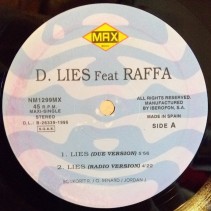 MAX
D. LIES Feat RAFFA
NM1299MX
45 R.P.M.
MAXI-SINGLE
STEREO
ALL RIGHTS RESERVED.
MANUFACTURED
BY IBEROFON, S.A.
MADE IN SPAIN
SIDE A
1. LIES (DUB VERSION)
2. LIES (RADIO VERSION)